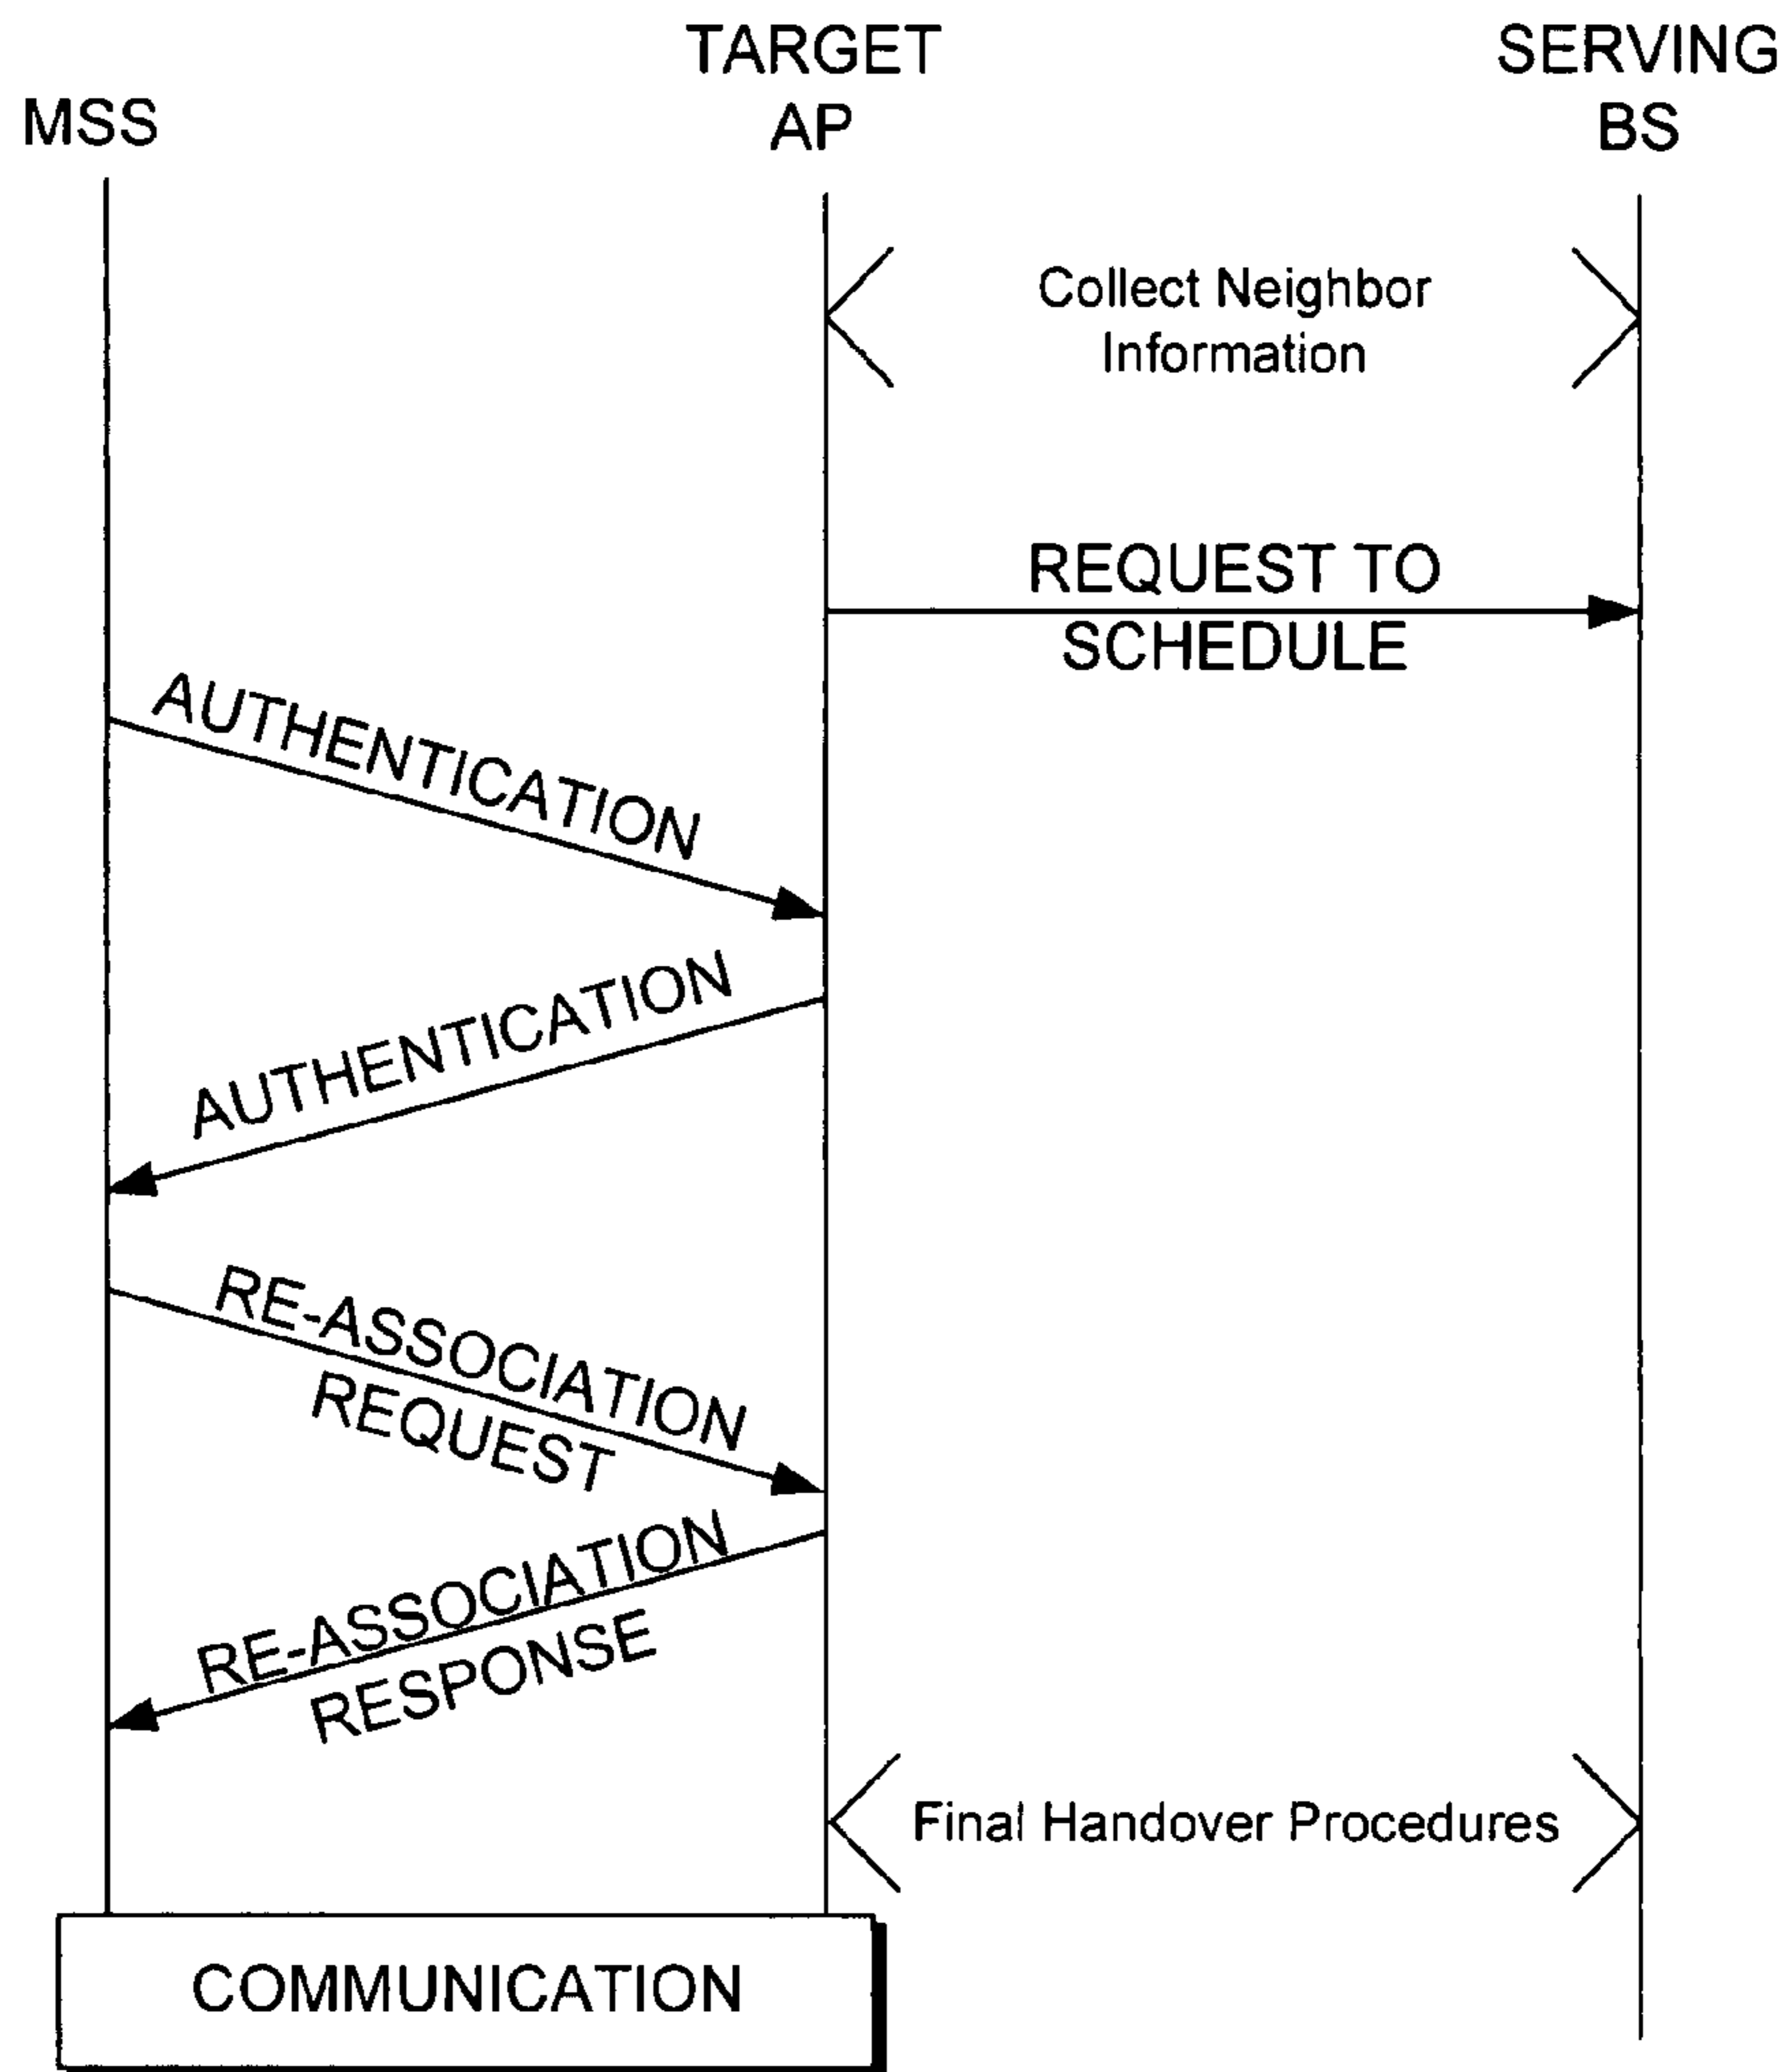 MSS
TARGET
AP
SERVING
BS
Collect Neighbor
Information
REQUEST TO
SCHEDULE
AUTHENTICATION
AUTHENTICATION
RE-ASSOCIATION
REQUEST
RE-ASSOCIATION
RESPONSE
Final Handover Procedures
COMMUNICATION